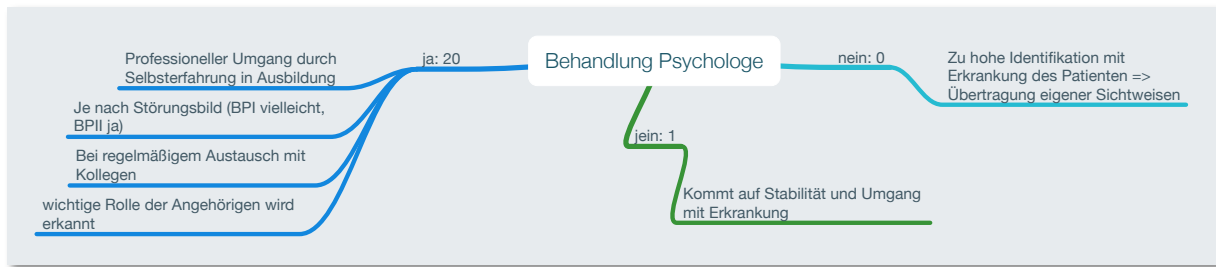 Behandlung Psychologe
ja: 20
Professioneller Umgang durch
Selbsterfahrung in Ausbildung
Je nach Störungsbild (BPI vielleicht,
BPII ja)
Bei regelmäßigem Austausch mit
Kollegen
wichtige Rolle der Angehörigen wird
erkannt
jein: 1
Kommt auf Stabilität und Umgang
mit Erkrankung
nein: 0
Zu hohe Identifikation mit
Erkrankung des Patienten =>
Übertragung eigener Sichtweisen